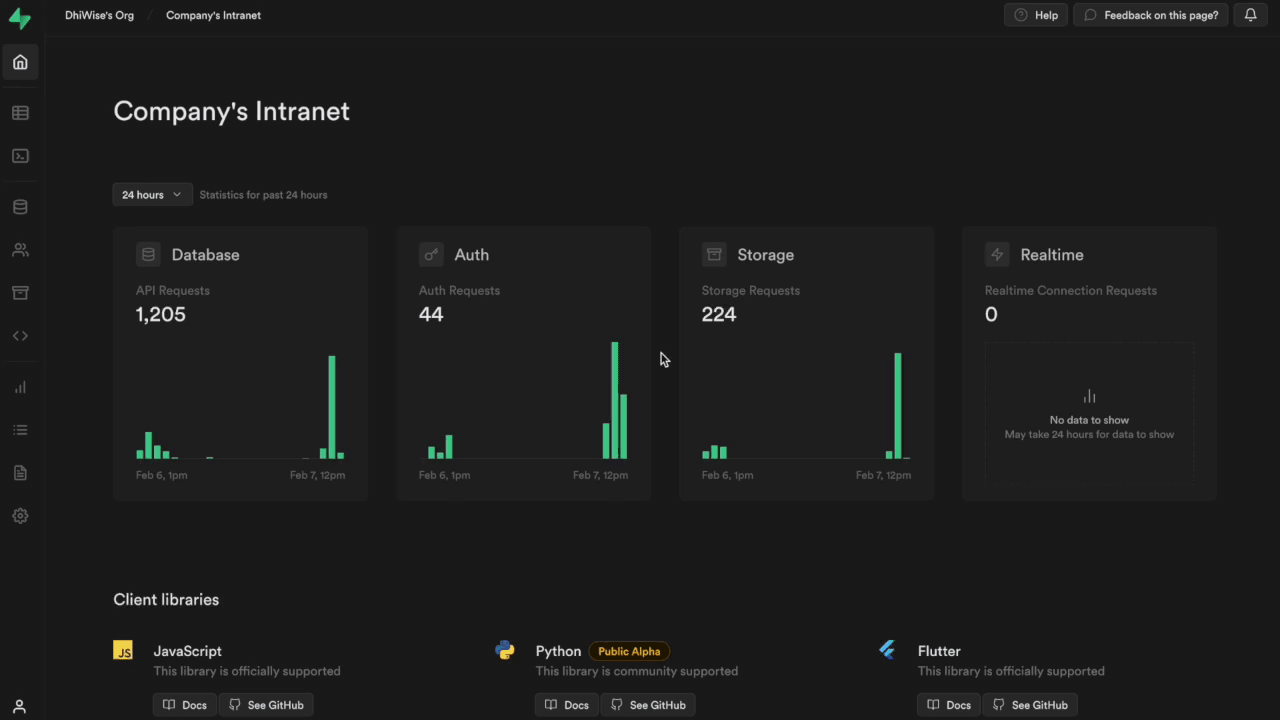 DhiWise's Org / Company's Intranet
Help
Feedback on this page?
Company's Intranet
24 hours
Statistics for past 24 hours
Database
API Requests
1,205
Feb 6, 1pm
Feb 7, 12pm
Auth
Auth Requests
44
Feb 6, 1pm
Feb 7, 12pm
Storage
Storage Requests
224
Feb 6, 1pm
Feb 7, 12pm
Realtime
Realtime Connection Requests
0
No data to show
May take 24 hours for data to show
Client libraries
JS
JavaScript
This library is officially supported
Docs
See GitHub
Python
Public Alpha
This library is community supported
Docs
See GitHub
Flutter
This library is officially supported
Docs
See GitHub